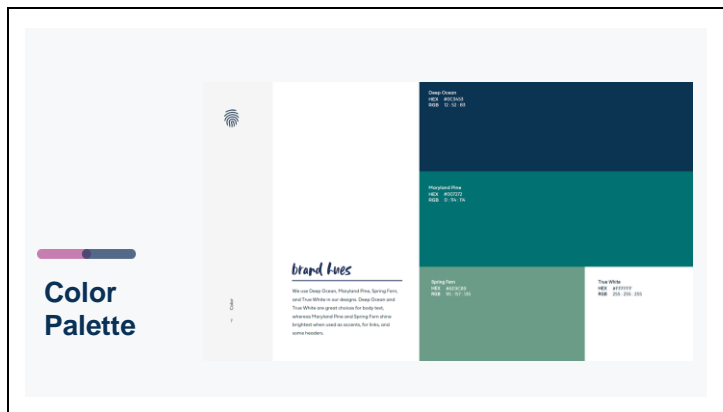 Color
Palette
Color
brand hues
We use Deep Ocean, Maryland Pine, Spring Fern,
and True White in our designs. Deep Ocean and
True White are great choices for body text,
whereas Maryland Pine and Spring Fern shine
brightest when used as accents, for links, and
some headers.
Deep Ocean
HEX #0C3453
RGB 12 : 52 : 83
Maryland Pine
HEX #007272
RGB 0 : 114 : 114
Spring Fern
HEX
RGB
True White
HEX #FFFFFF
RGB 255 : 255 : 255